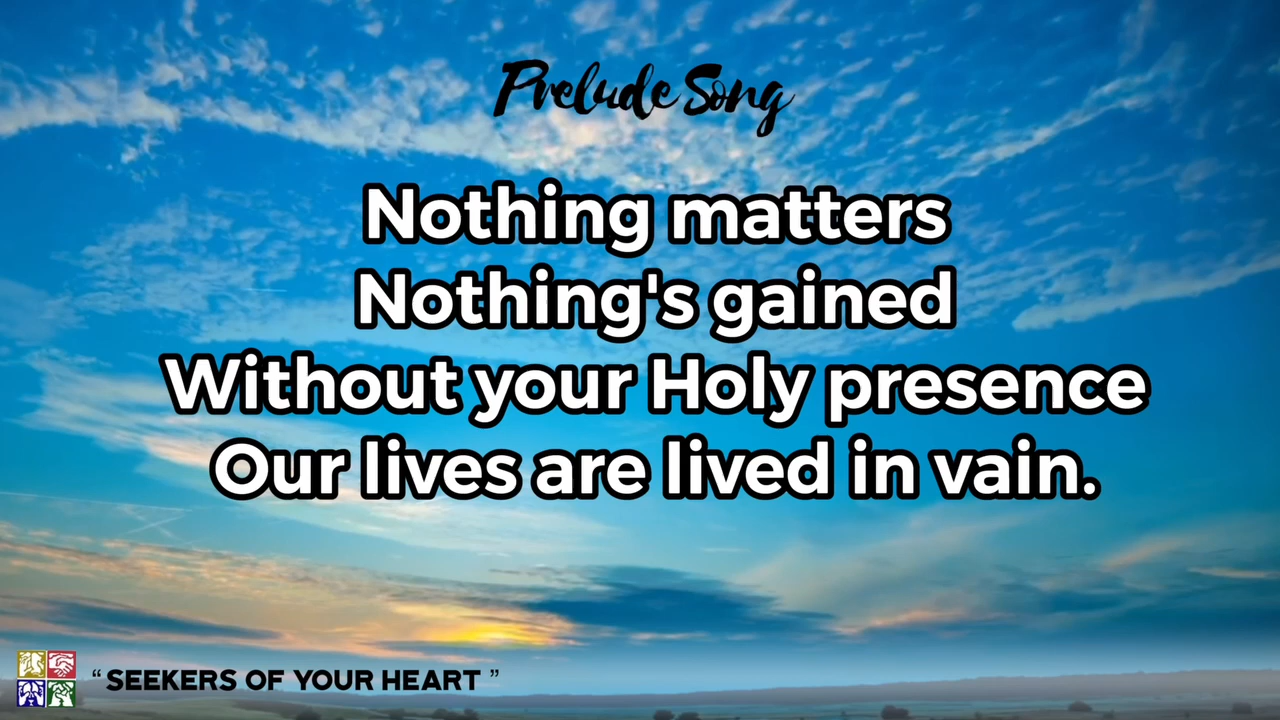 Prelude Song
Nothing matters
Nothing's gained
Without your Holy presence
Our lives are lived in vain.
“ SEEKERS OF YOUR HEART ”